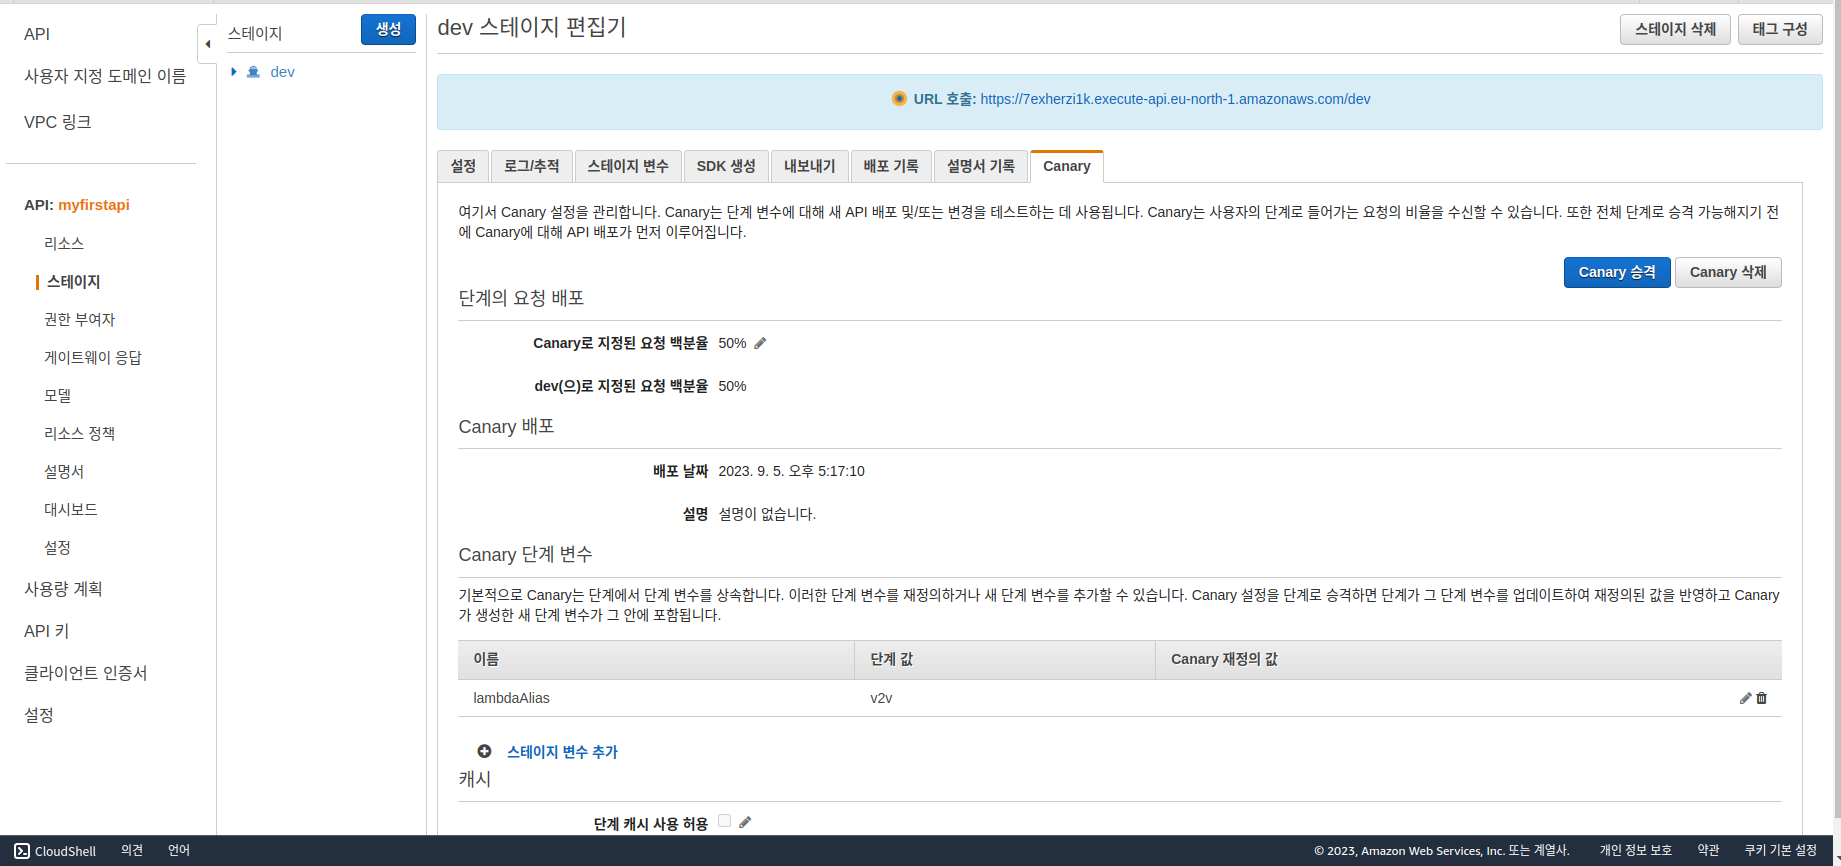 API
사용자 지정 도메인 이름
VPC 링크
API: myfirstapi
리소스
스테이지
권한 부여자
게이트웨이 응답
모델
리소스 정책
설명서
대시보드
설정
사용량 계획
API 키
클라이언트 인증서
설정
스테이지
생성
dev
dev 스테이지 편집기
스테이지 삭제
태그 구성
URL 호출: https://7exherzi1k.execute-api.eu-north-1.amazonaws.com/dev
설정
로그/추적
스테이지 변수
SDK 생성
내보내기
배포 기록
설명서 기록
Canary
여기서 Canary 설정을 관리합니다. Canary는 단계 변수에 대해 새 API 배포 및/또는 변경을 테스트하는 데 사용됩니다. Canary는 사용자의 단계로 들어가는 요청의 비율을 수신할 수 있습니다. 또한 전체 단계로 승격 가능해지기 전
에 Canary에 대해 API 배포가 먼저 이루어집니다.
Canary 승격
Canary 삭제
단계의 요청 배포
Canary로 지정된 요청 백분율 50%
dev(으)로 지정된 요청 백분율 50%
Canary 배포
배포 날짜 2023. 9. 5. 오후 5:17:10
설명 설명이 없습니다.
Canary 단계 변수
기본적으로 Canary는 단계에서 단계 변수를 상속합니다. 이러한 단계 변수를 재정의하거나 새 단계 변수를 추가할 수 있습니다. Canary 설정을 단계로 승격하면 단계가 그 단계 변수를 업데이트하여 재정의된 값을 반영하고 Canary
가 생성한 새 단계 변수가 그 안에 포함됩니다.
이름 단계 값 Canary 재정의 값
lambdaAlias v2v
스테이지 변수 추가
캐시
단계 캐시 사용 허용
CloudShell 의견 언어 © 2023, Amazon Web Services, Inc. 또는 계열사. 개인 정보 보호 약관 쿠키 기본 설정